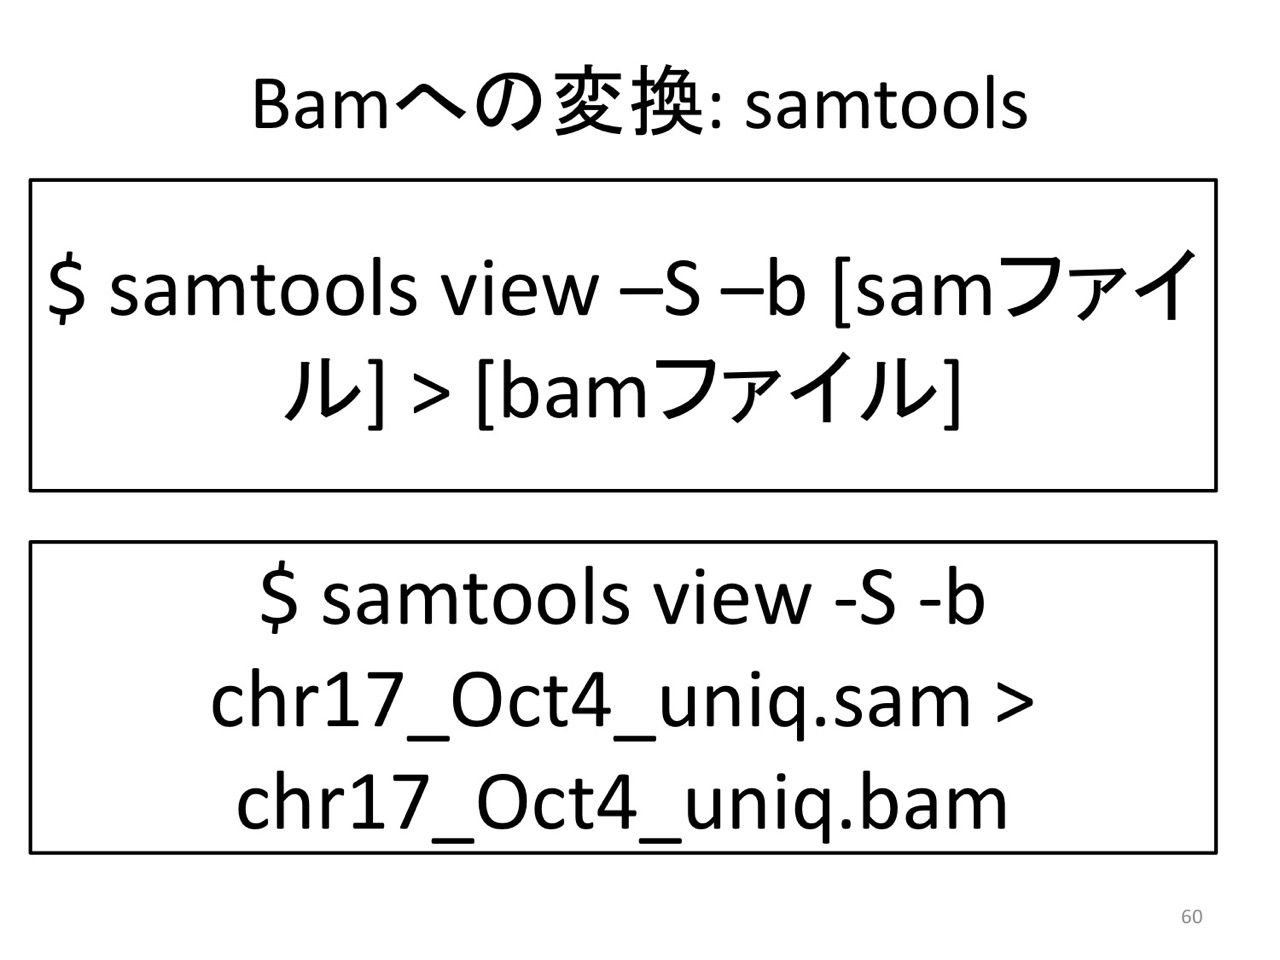 Bamへの変換: samtools
$ samtools view –S –b [samファイ
ル] > [bamファイル]
$ samtools view -S -b
chr17_Oct4_uniq.sam >
chr17_Oct4_uniq.bam
60